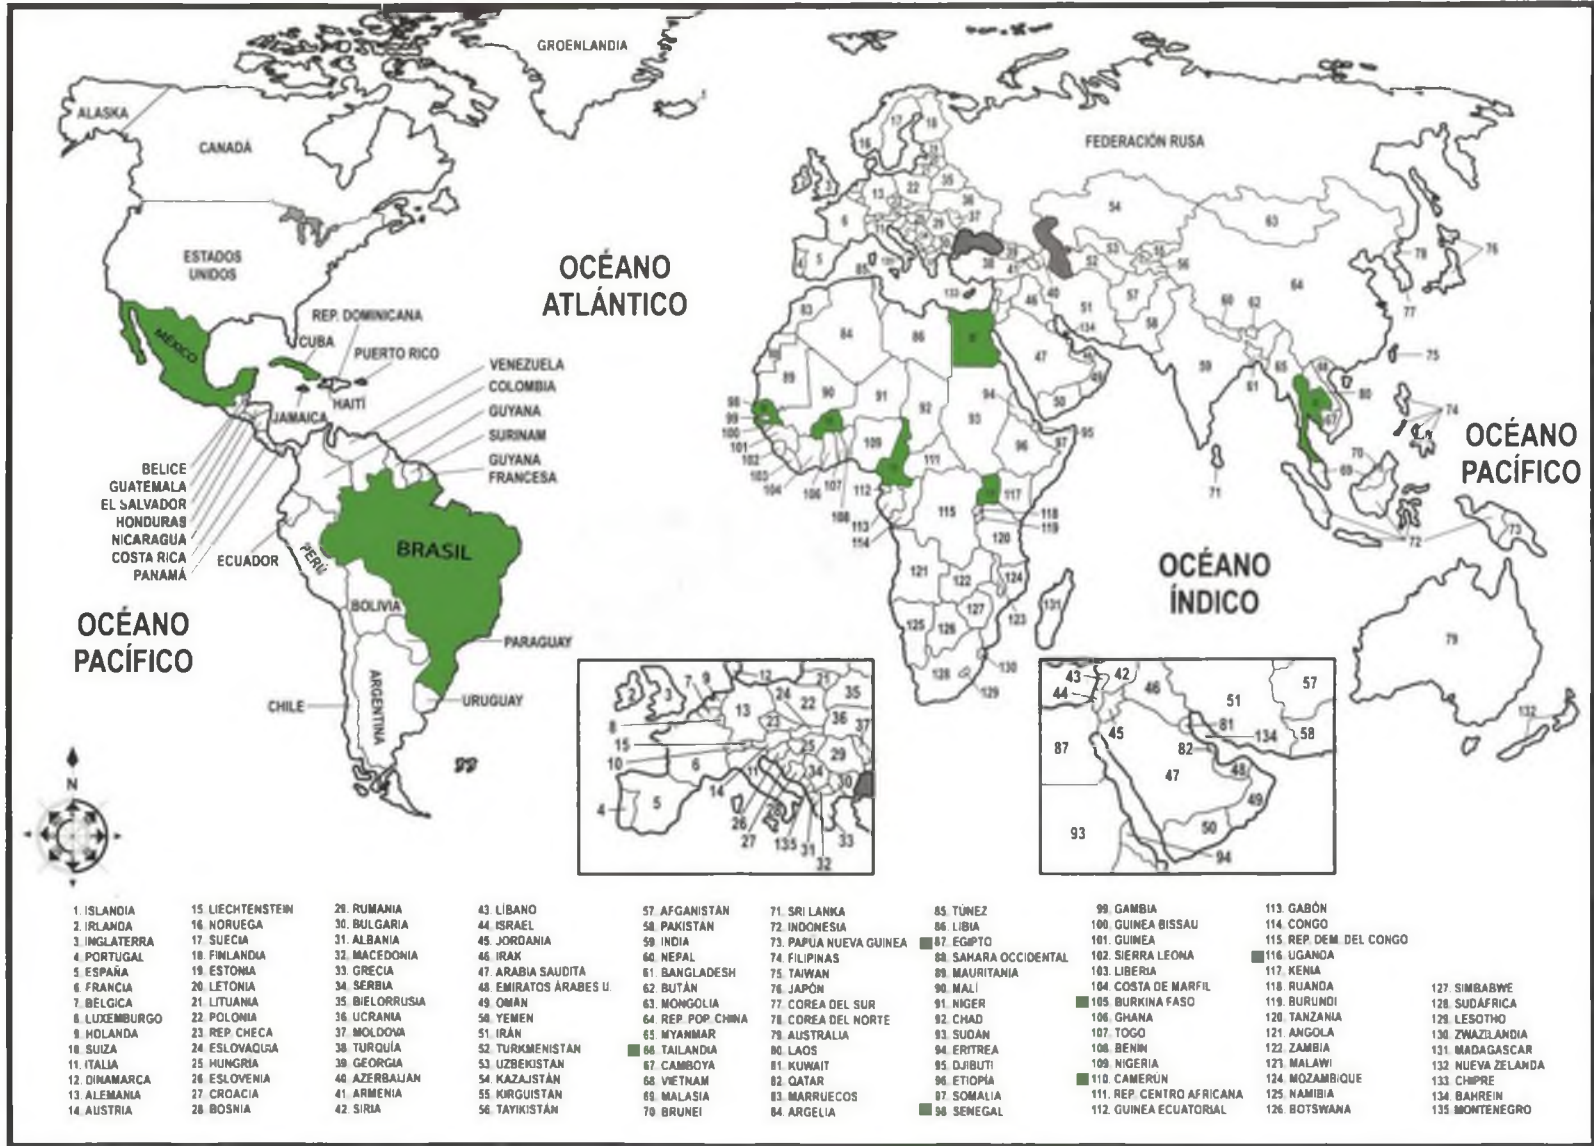 GROENLANDIA
ALASKA
CANADÁ
FEDERACIÓN RUSA
ESTADOS
UNIDOS
OCÉANO
ATLÁNTICO
MÉXICO
REP. DOMINICANA
CUBA
PUERTO RICO
HAITÍ
JAMAICA
VENEZUELA
COLOMBIA
GUYANA
SURINAM
GUYANA
FRANCESA
BELICE
GUATEMALA
EL SALVADOR
HONDURAS
NICARAGUA
COSTA RICA
PANAMÁ
ECUADOR
PERÚ
BRASIL
BOLIVIA
PARAGUAY
URUGUAY
CHILE
ARGENTINA
OCÉANO
PACÍFICO
OCÉANO
ÍNDICO
OCÉANO
PACÍFICO
N
1. ISLANDIA
2. IRLANDA
3. INGLATERRA
4. PORTUGAL
5. ESPAÑA
6. FRANCIA
7. BELGICA
8. LUXEMBURGO
9. HOLANDA
10. SUIZA
11. ITALIA
12. DINAMARCA
13. ALEMANIA
14. AUSTRIA
15. LIECHTENSTEIN
16. NORUEGA
17. SUECIA
18. FINLANDIA
19. ESTONIA
20. LETONIA
21. LITUANIA
22. POLONIA
23. REP. CHECA
24. ESLOVAQUIA
25. HUNGRIA
26. ESLOVENIA
27. CROACIA
28. BOSNIA
29. RUMANIA
30. BULGARIA
31. ALBANIA
32. MACEDONIA
33. GRECIA
34. SERBIA
35. BIELORRUSIA
36. UCRANIA
37. MOLDOVA
38. TURQUÍA
39. GEORGIA
40. AZERBAIJAN
41. ARMENIA
42. SIRIA
43. LÍBANO
44. ISRAEL
45. JORDANIA
46. IRAK
47. ARABIA SAUDITA
48. EMIRATOS ÁRABES U.
49. OMÁN
50. YEMEN
51. IRÁN
52. TURKMENISTAN
53. UZBEKISTAN
54. KAZAJSTÁN
55. KIRGUISTAN
56. TAYIKISTÁN
57. AFGANISTÁN
58. PAKISTAN
59. INDIA
60. NEPAL
61. BANGLADESH
62. BUTÁN
63. MONGOLIA
64. REP. POP. CHINA
65. MYANMAR
66. TAILANDIA
67. CAMBOYA
68. VIETNAM
69. MALASIA
70. BRUNEI
71. SRI LANKA
72. INDONESIA
73. PAPÚA NUEVA GUINEA
74. FILIPINAS
75. TAIWAN
76. JAPÓN
77. COREA DEL SUR
78. COREA DEL NORTE
79. AUSTRALIA
80. LAOS
81. KUWAIT
82. QATAR
83. MARRUECOS
84. ARGELIA
85. TÚNEZ
86. LIBIA
87. EGIPTO
88. SAHARA OCCIDENTAL
89. MAURITANIA
90. MALÍ
91. NIGER
92. CHAD
93. SUDÁN
94. ERITREA
95. DJIBUTI
96. ETIOPÍA
97. SOMALIA
98. SENEGAL
99. GAMBIA
100. GUINEA BISSAU
101. GUINEA
102. SIERRA LEONA
103. LIBERIA
104. COSTA DE MARFIL
105. BURKINA FASO
106. GHANA
107. TOGO
108. BENIN
109. NIGERIA
110. CAMERÚN
111. REP. CENTRO AFRICANA
112. GUINEA ECUATORIAL
113. GABÓN
114. CONGO
115. REP. DEM. DEL CONGO
116. UGANDA
117. KENIA
118. RUANDA
119. BURUNDI
120. TANZANIA
121. ANGOLA
122. ZAMBIA
123. MALAWI
124. MOZAMBIQUE
125. NAMIBIA
126. BOTSWANA
127. SIMBABWE
128. SUDÁFRICA
129. LESOTHO
130. ZWAZILANDIA
131. MADAGASCAR
132. NUEVA ZELANDA
133. CHIPRE
134. BAHREIN
135. MONTENEGRO